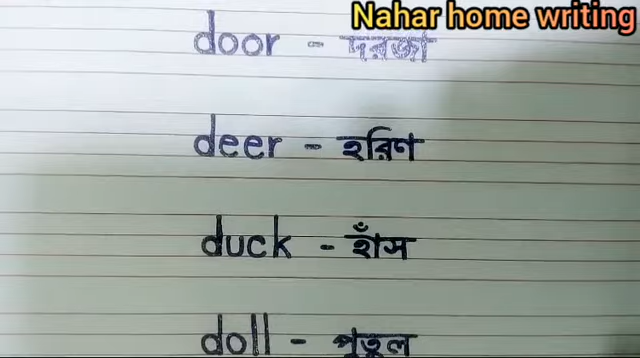 Nahar home writing
door - দরজা
deer - হরিণ
duck - হাঁস
doll - পুতুল